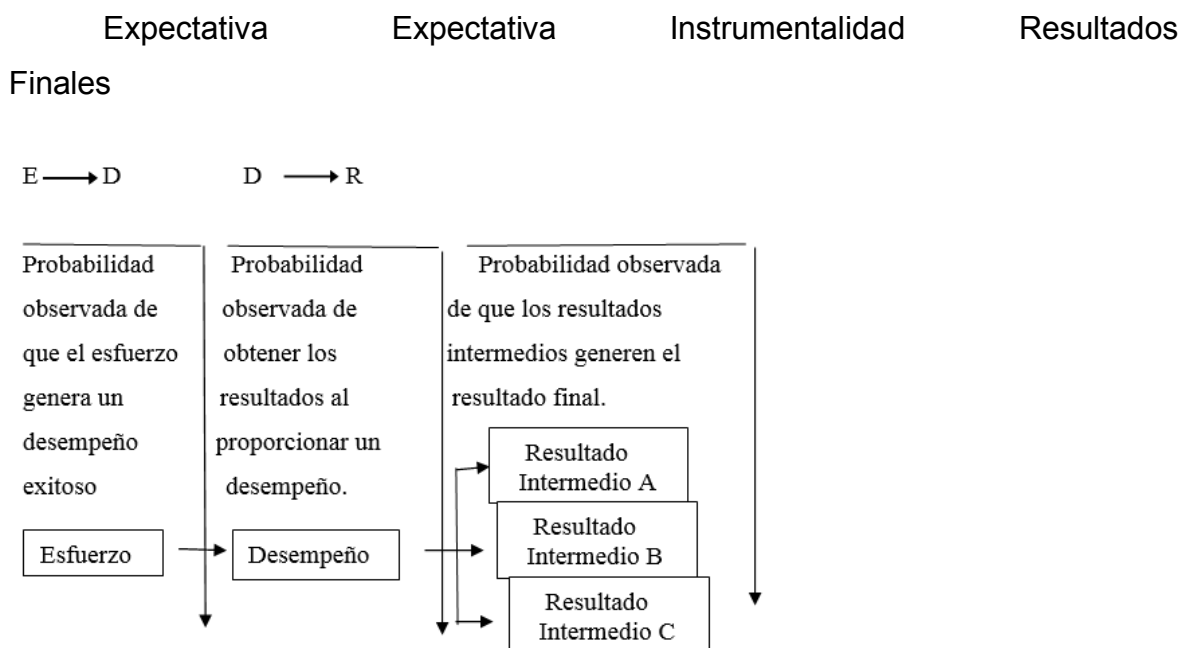 Expectativa Expectativa Instrumentalidad Resultados
Finales
E → D D → R
Probabilidad
observada de
que el esfuerzo
genera un
desempeño
exitoso
Esfuerzo
Probabilidad
observada de
obtener los
resultados al
proporcionar un
desempeño.
Desempeño
Probabilidad observada
de que los resultados
intermedios generen el
resultado final.
Resultado
Intermedio A
Resultado
Intermedio B
Resultado
Intermedio C